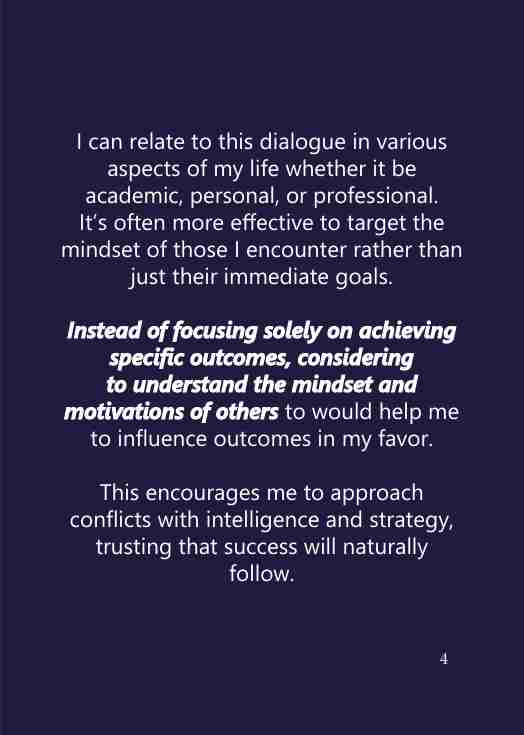 I can relate to this dialogue in various
aspects of my life whether it be
academic, personal, or professional.
It’s often more effective to target the
mindset of those I encounter rather than
just their immediate goals.
Instead of focusing solely on achieving
specific outcomes, considering
to understand the mindset and
motivations of others to would help me
to influence outcomes in my favor.
This encourages me to approach
conflicts with intelligence and strategy,
trusting that success will naturally
follow.
4